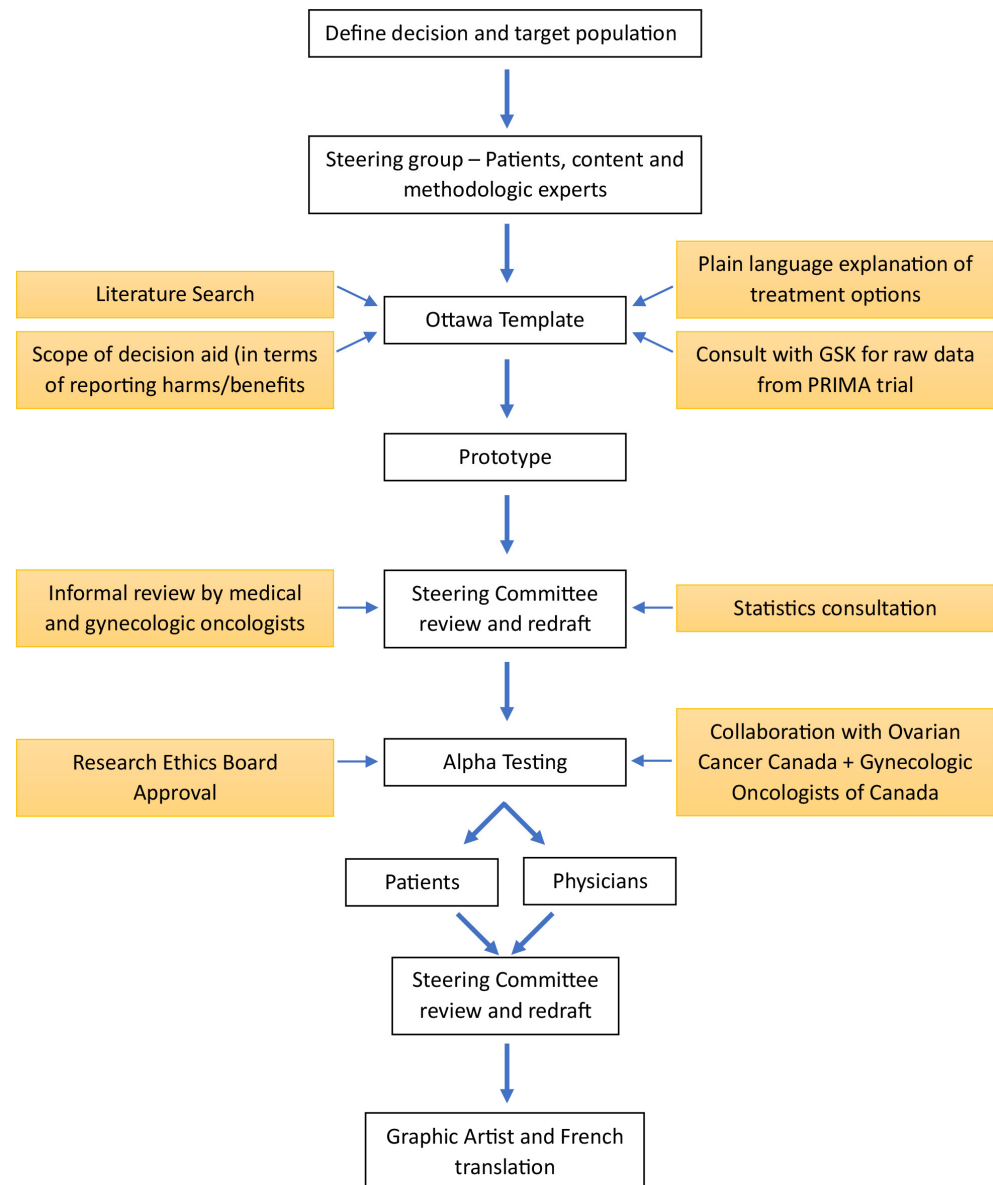 Define decision and target population
Steering group – Patients, content and
methodologic experts
Literature Search
Scope of decision aid (in terms
of reporting harms/benefits
Ottawa Template
Plain language explanation of
treatment options
Consult with GSK for raw data
from PRIMA trial
Prototype
Informal review by medical
and gynecologic oncologists
Steering Committee
review and redraft
Statistics consultation
Research Ethics Board
Approval
Alpha Testing
Collaboration with Ovarian
Cancer Canada + Gynecologic
Oncologists of Canada
Patients
Physicians
Steering Committee
review and redraft
Graphic Artist and French
translation